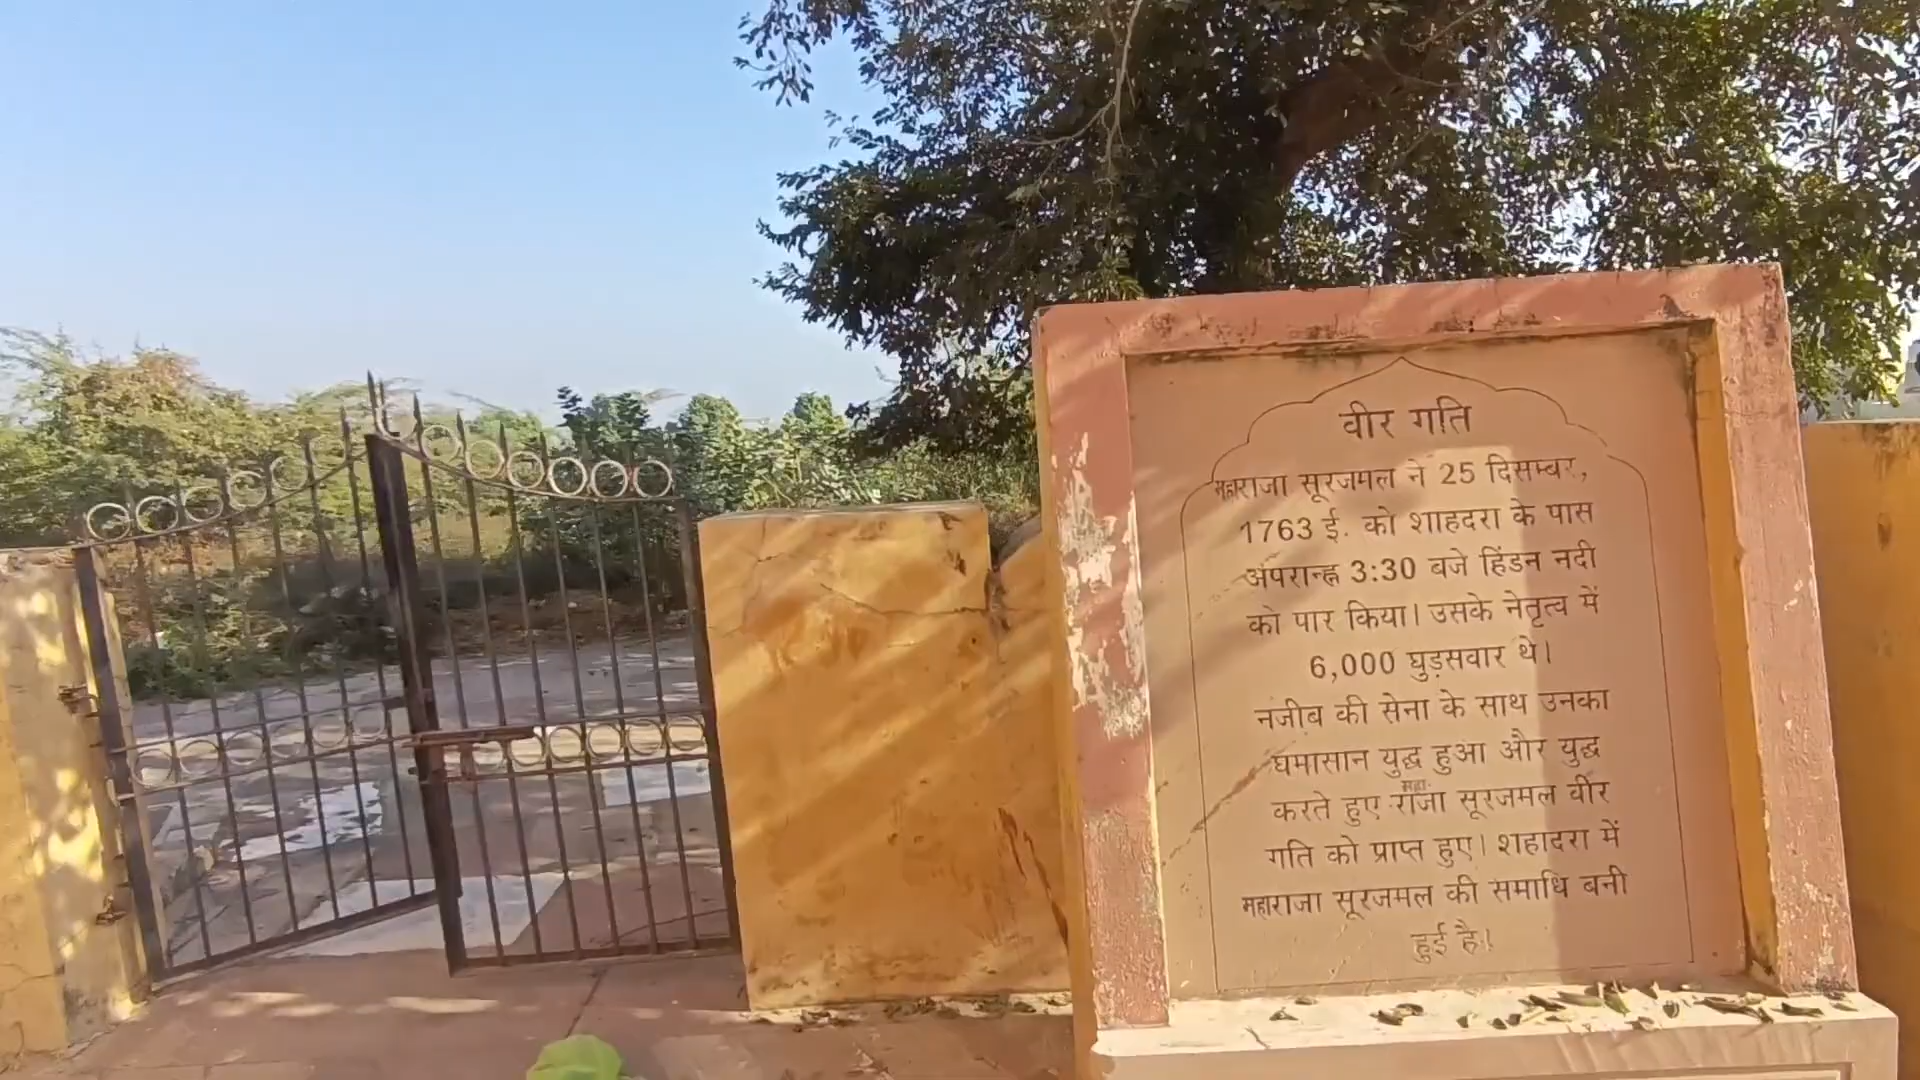 वीर गति
महाराजा सूरजमल ने 25 दिसम्बर,
1763 ई. को शाहदरा के पास
अपरान्ह्न 3:30 बजे हिंडन नदी
को पार किया। उसके नेतृत्व में
6,000 घुड़सवार थे।
नजीब की सेना के साथ उनका
घमासान युद्ध हुआ और युद्ध
महा
करते हुए राजा सूरजमल वीर
गति को प्राप्त हुए। शहादरा में
महाराजा सूरजमल की समाधि बनी
हुई है।